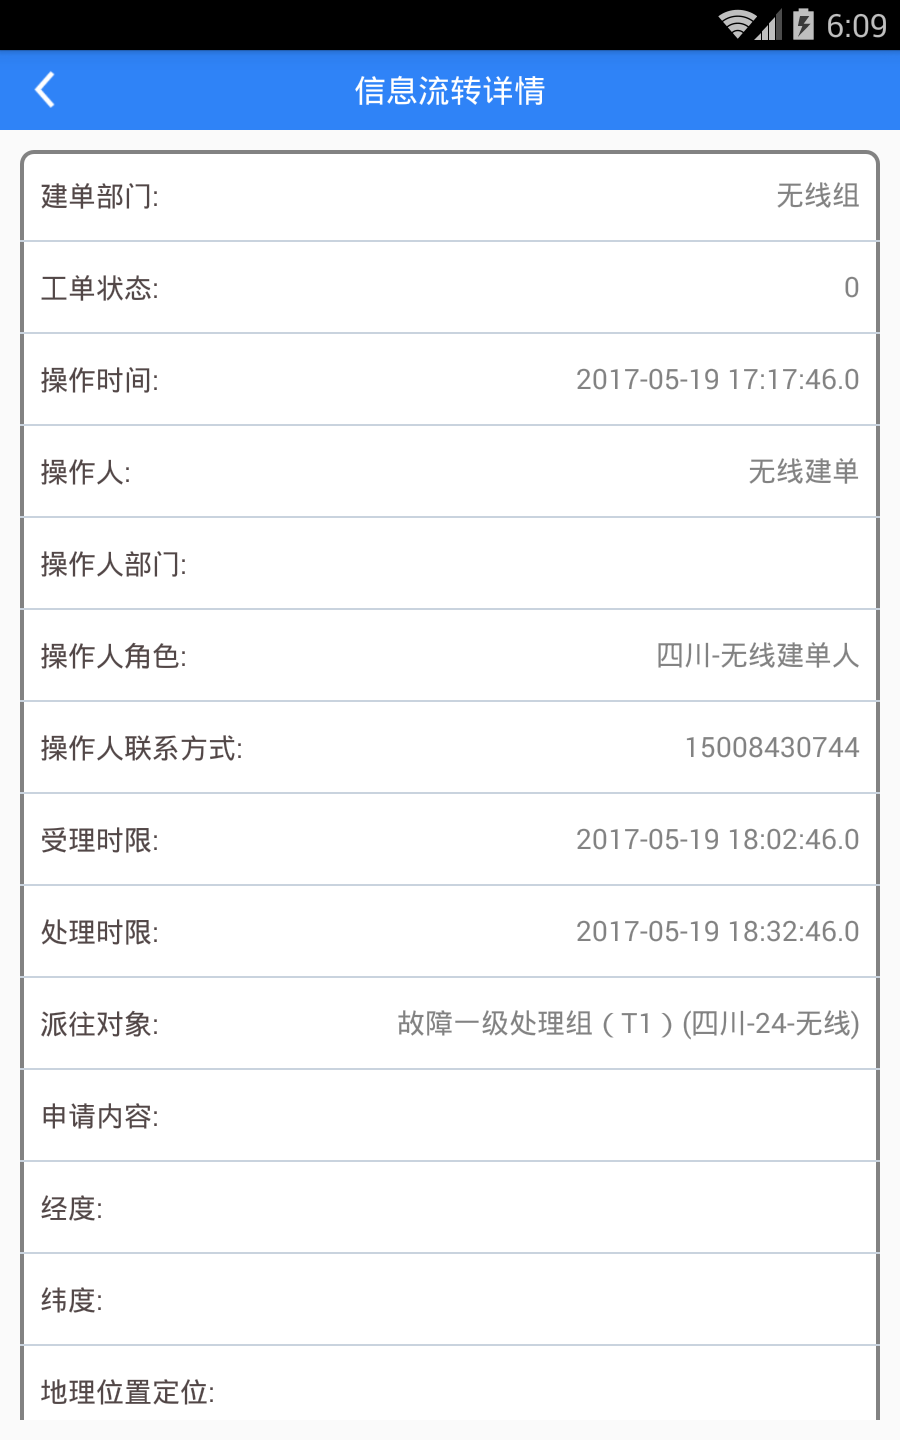 6:09
信息流转详情
建单部门: 无线组
工单状态: 0
操作时间: 2017-05-19 17:17:46.0
操作人: 无线建单
操作人部门:
操作人角色: 四川-无线建单人
操作人联系方式: 15008430744
受理时限: 2017-05-19 18:02:46.0
处理时限: 2017-05-19 18:32:46.0
派往对象: 故障一级处理组（T1）(四川-24-无线)
申请内容:
经度:
纬度:
地理位置定位: